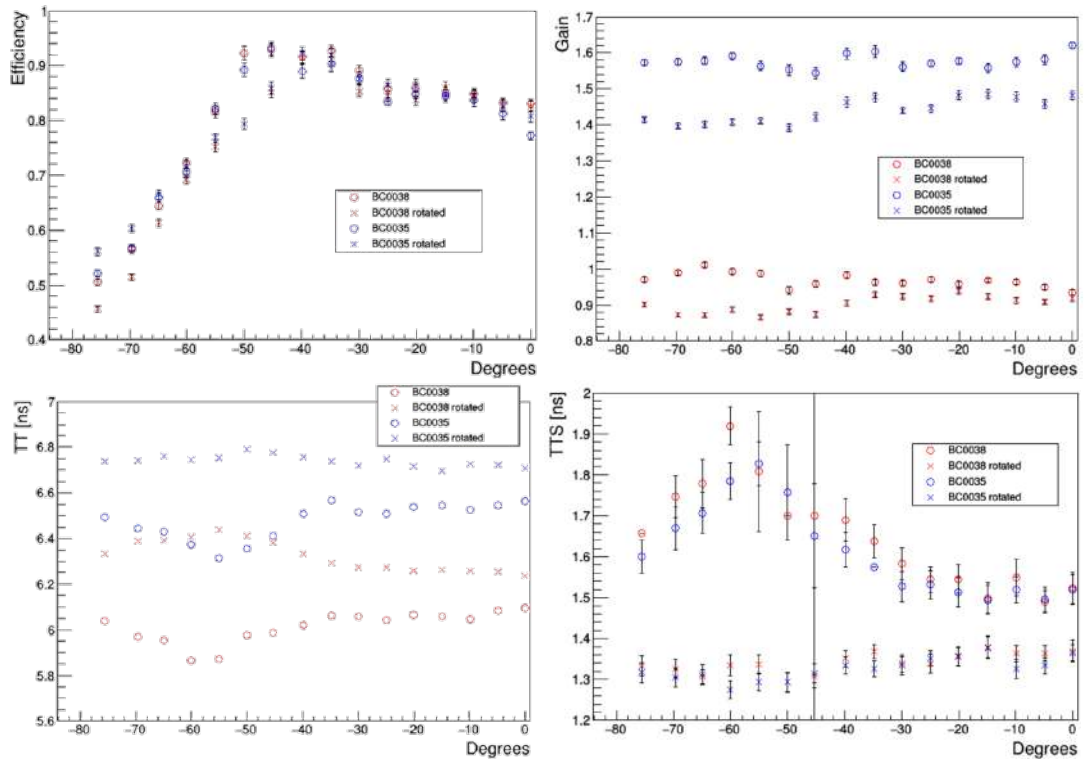 Efficiency
1
0.9
0.8
0.7
0.6
0.5
0.4
BC0038
BC0038 rotated
BC0035
BC0035 rotated
−80 −70 −60 −50 −40 −30 −20 −10 0
Degrees
Gain
1.7
1.6
1.5
1.4
1.3
1.2
1.1
1
0.9
0.8
BC0038
BC0038 rotated
BC0035
BC0035 rotated
−80 −70 −60 −50 −40 −30 −20 −10 0
Degrees
TT [ns]
7
6.8
6.6
6.4
6.2
6
5.8
5.6
BC0038
BC0038 rotated
BC0035
BC0035 rotated
−80 −70 −60 −50 −40 −30 −20 −10 0
Degrees
TTS [ns]
2
1.9
1.8
1.7
1.6
1.5
1.4
1.3
1.2
BC0038
BC0038 rotated
BC0035
BC0035 rotated
−80 −70 −60 −50 −40 −30 −20 −10 0
Degrees